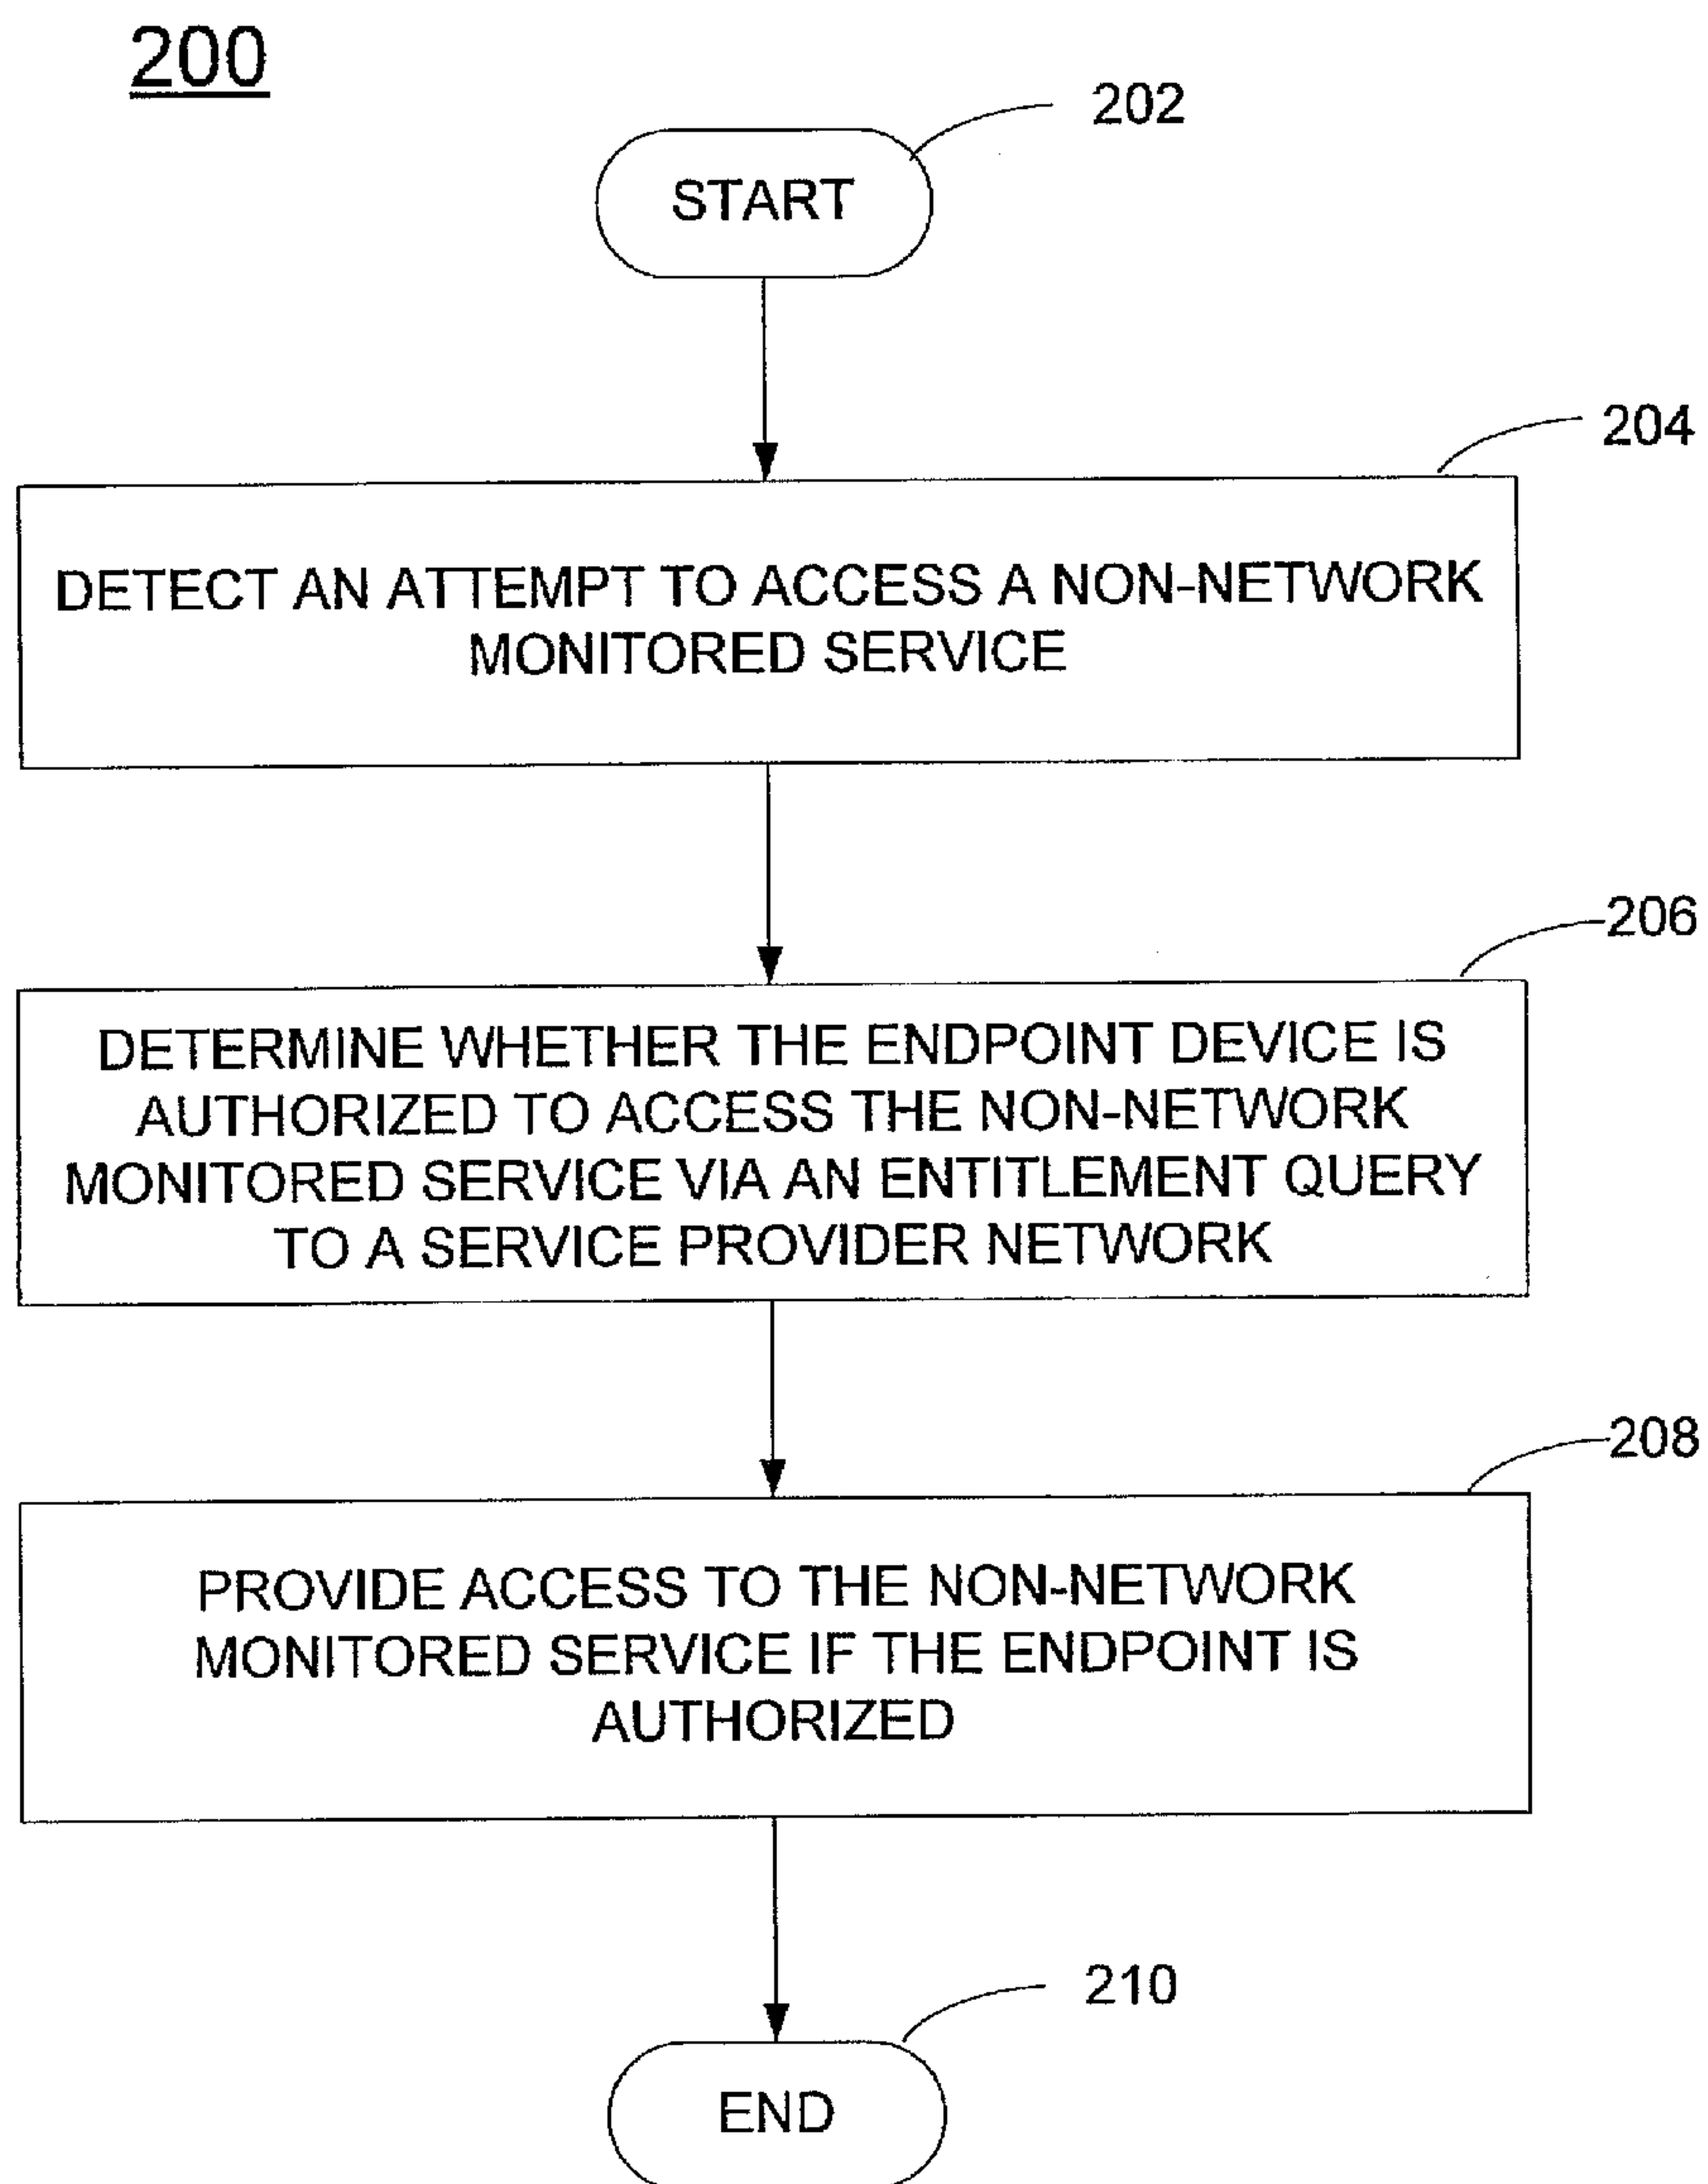 200
202
START
204
DETECT AN ATTEMPT TO ACCESS A NON-NETWORK
MONITORED SERVICE
206
DETERMINE WHETHER THE ENDPOINT DEVICE IS
AUTHORIZED TO ACCESS THE NON-NETWORK
MONITORED SERVICE VIA AN ENTITLEMENT QUERY
TO A SERVICE PROVIDER NETWORK
208
PROVIDE ACCESS TO THE NON-NETWORK
MONITORED SERVICE IF THE ENDPOINT IS
AUTHORIZED
210
END